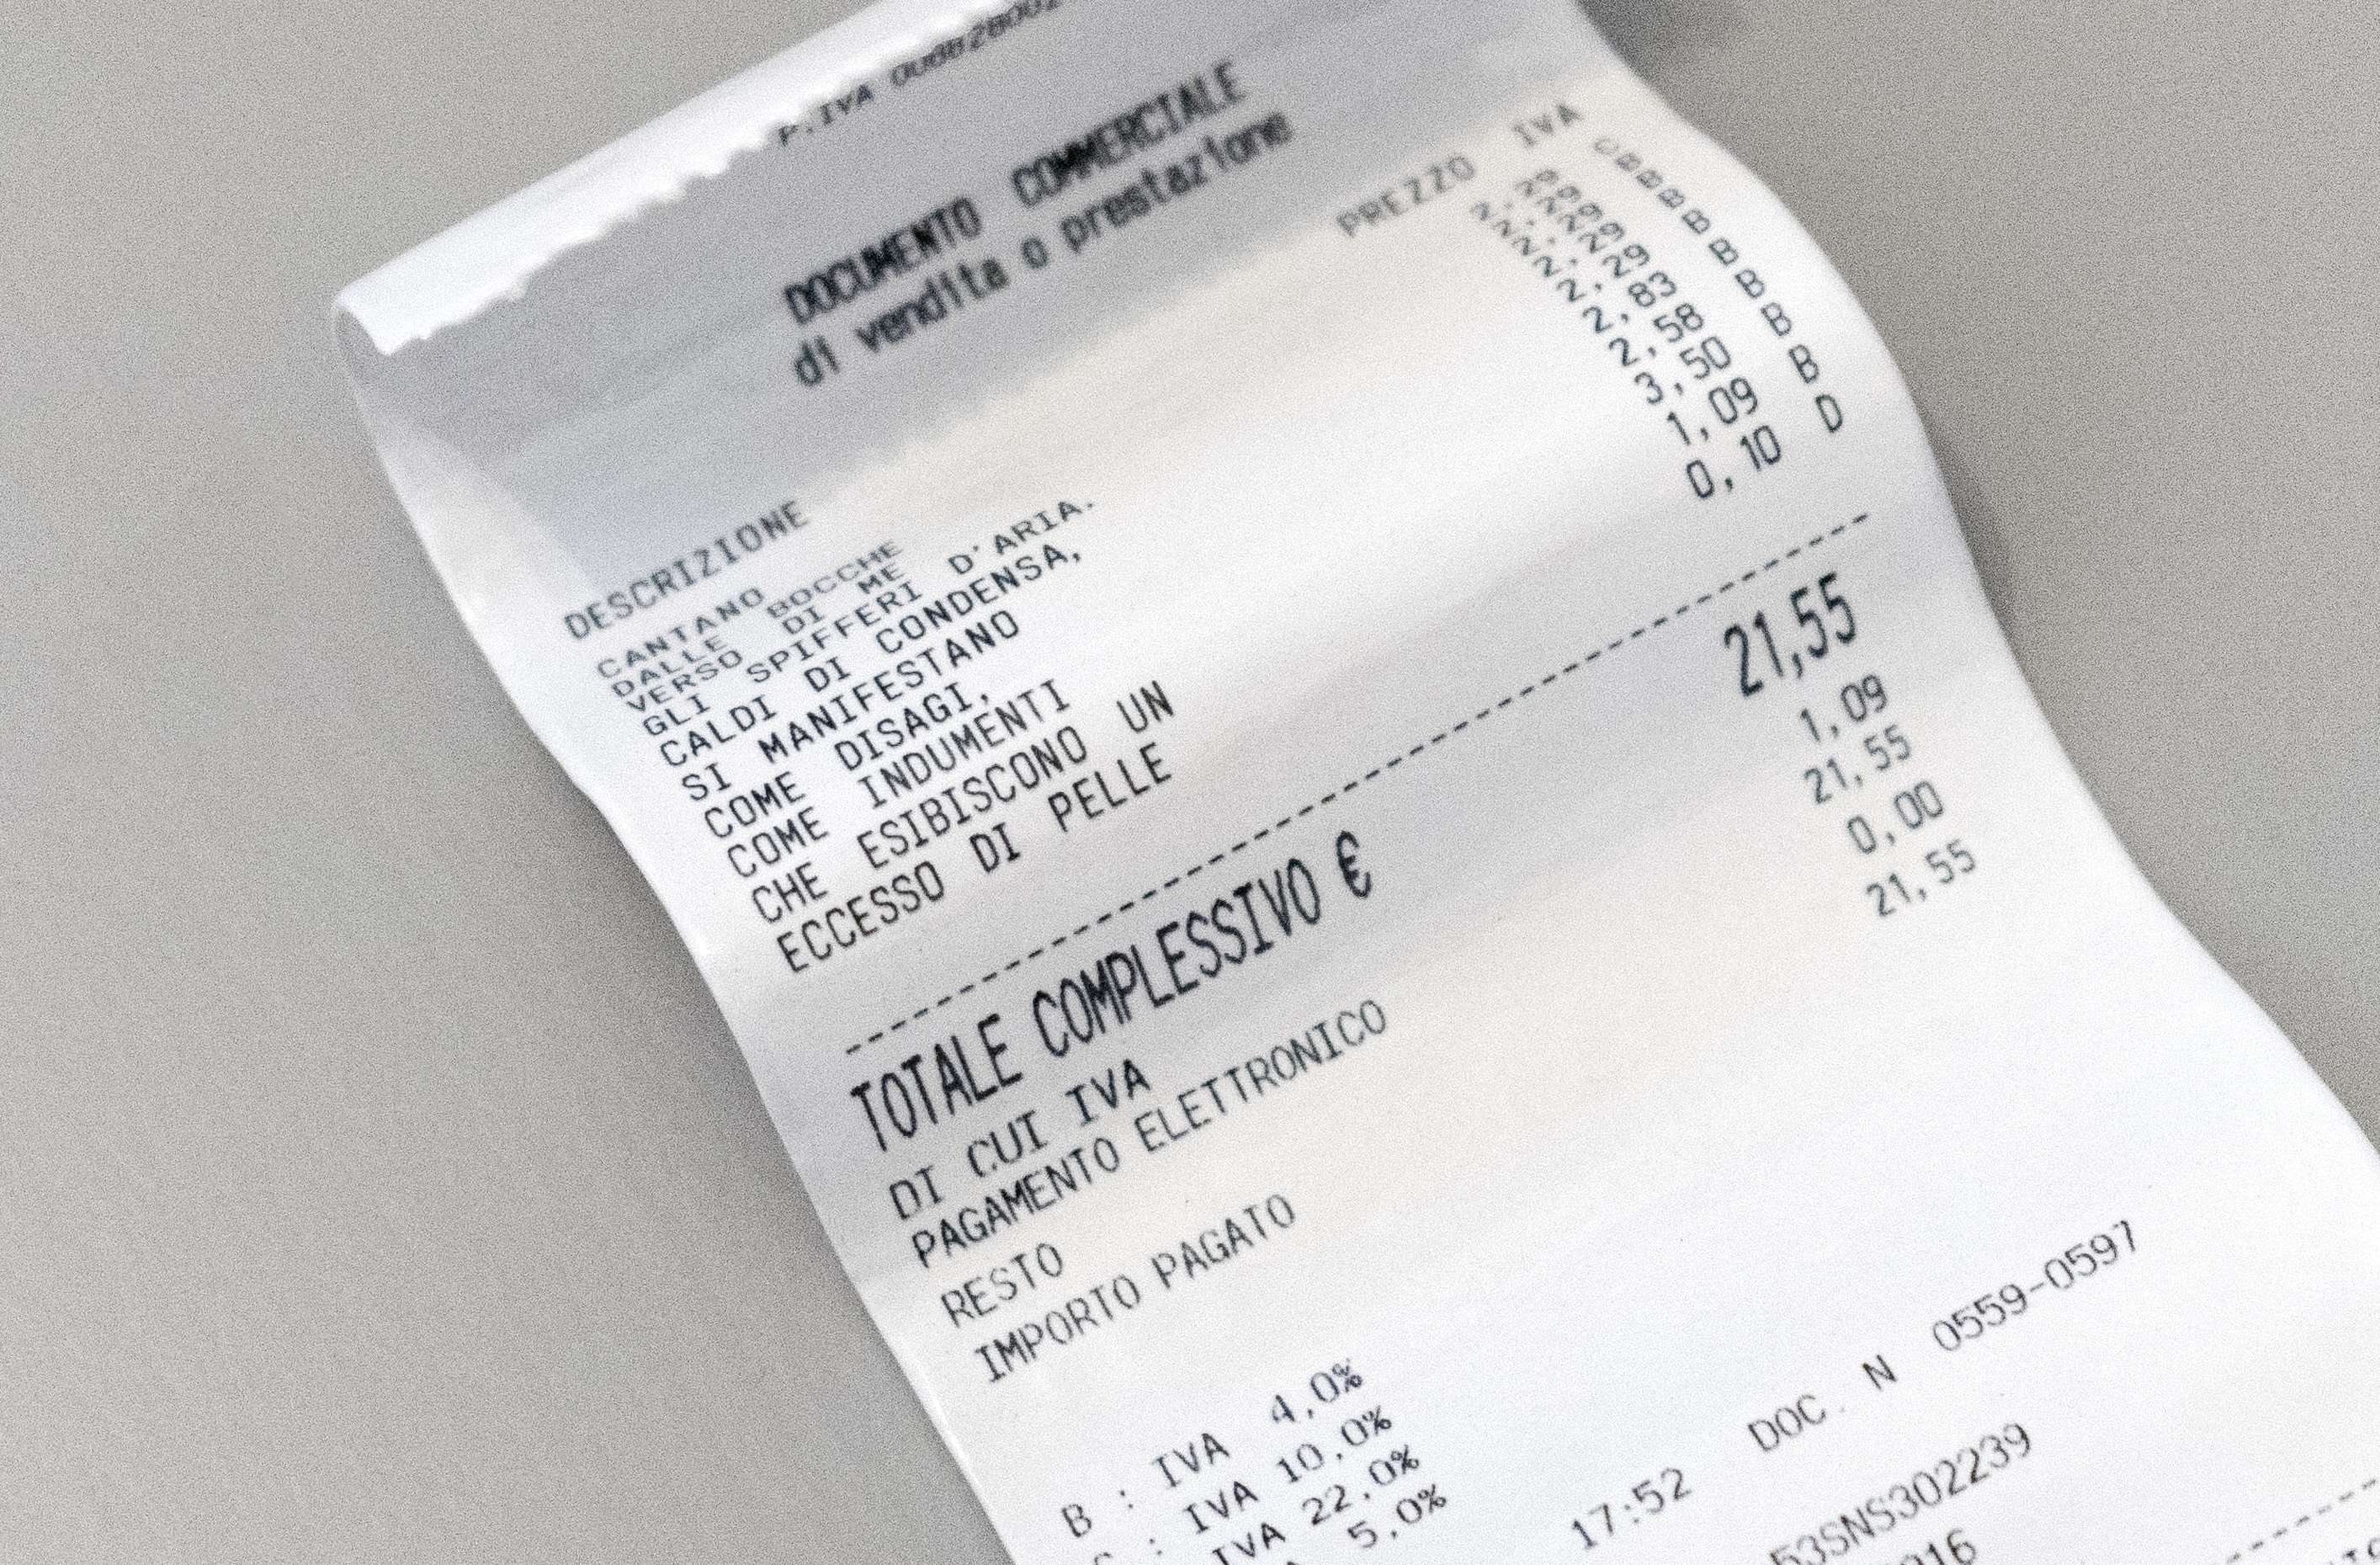 P.IVA
DOCUMENTO COMMERCIALE
di vendita o prestazione
DESCRIZIONE PREZZO IVA
CANTANO
DALLE BOCCHE
VERSO DI ME
GLI SPIFFERI D'ARIA.
CALDI DI CONDENSA,
SI MANIFESTANO
COME DISAGI, 2,83 B
COME INDUMENTI 2,58 B
CHE ESIBISCONO UN 3,50 B
ECCESSO DI PELLE 1,09 B
0,10 D
TOTALE COMPLESSIVO € 21,55
DI CUI IVA 1,09
PAGAMENTO ELETTRONICO 21,55
RESTO 0,00
IMPORTO PAGATO 21,55
B : IVA 4,0%
: IVA 10,0%
IVA 22,0%
5,0%
17:52 DOC. N 0559-0597
53SNS302239